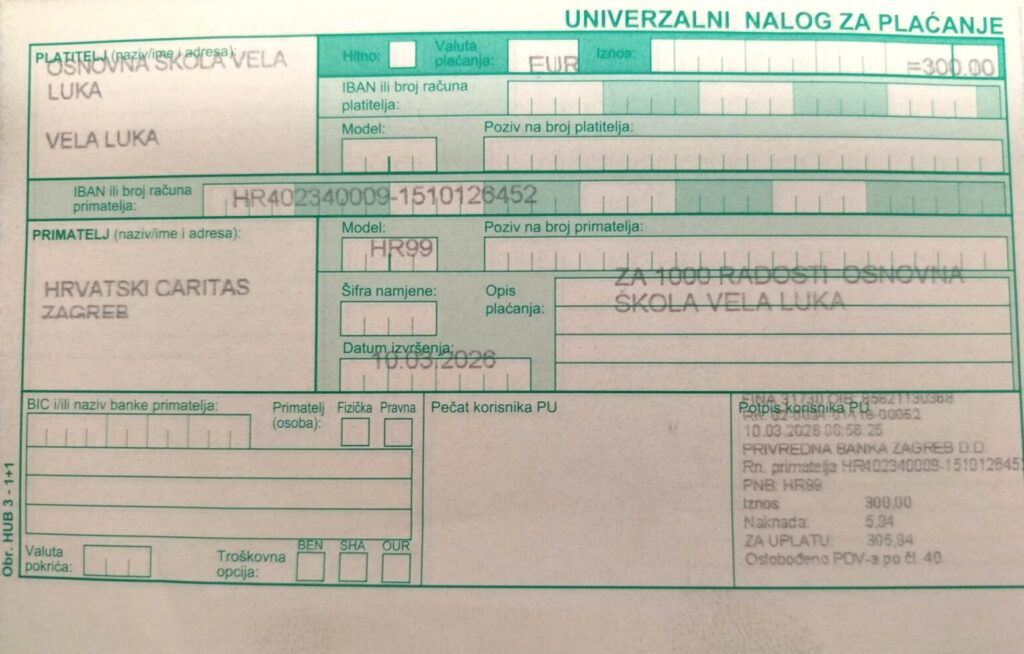 UNIVERZALNI NALOG ZA PLAĆANJE
PLATITELJ (naziv/ime i adresa):
OSNOVNA ŠKOLA VELA
LUKA
VELA LUKA
Hitno:
Valuta
plaćanja:
EUR
Iznos:
=300,00
IBAN ili broj računa
platitelja:
Model:
Poziv na broj platitelja:
IBAN ili broj računa
primatelja:
HR402340009-1510126452
PRIMATELJ (naziv/ime i adresa):
HRVATSKI CARITAS
ZAGREB
Model:
HR99
Poziv na broj primatelja:
Šifra namjene:
Opis
plaćanja:
ZA 1000 RADOSTI OSNOVNA
ŠKOLA VELA LUKA
Datum izvršenja:
10.03.2026
BIC i/ili naziv banke primatelja:
Primatelj
(osoba):
Fizička
Pravna
Valuta
pokrića:
Troškovna
opcija:
BEN
SHA
OUR
Pečat korisnika PU
Potpis korisnika PU
FINA 31730 OIB:
10.03.2026
PRIVREDNA BANKA ZAGREB D.D.
Rn. primatelja HR402340009-151012645
PNB: HR99
Iznos 300,00
Naknada: 5,94
ZA UPLATU: 305,94
Oslobođeno PDV-a po čl. 40
Obr. HUB 3 - 1+1